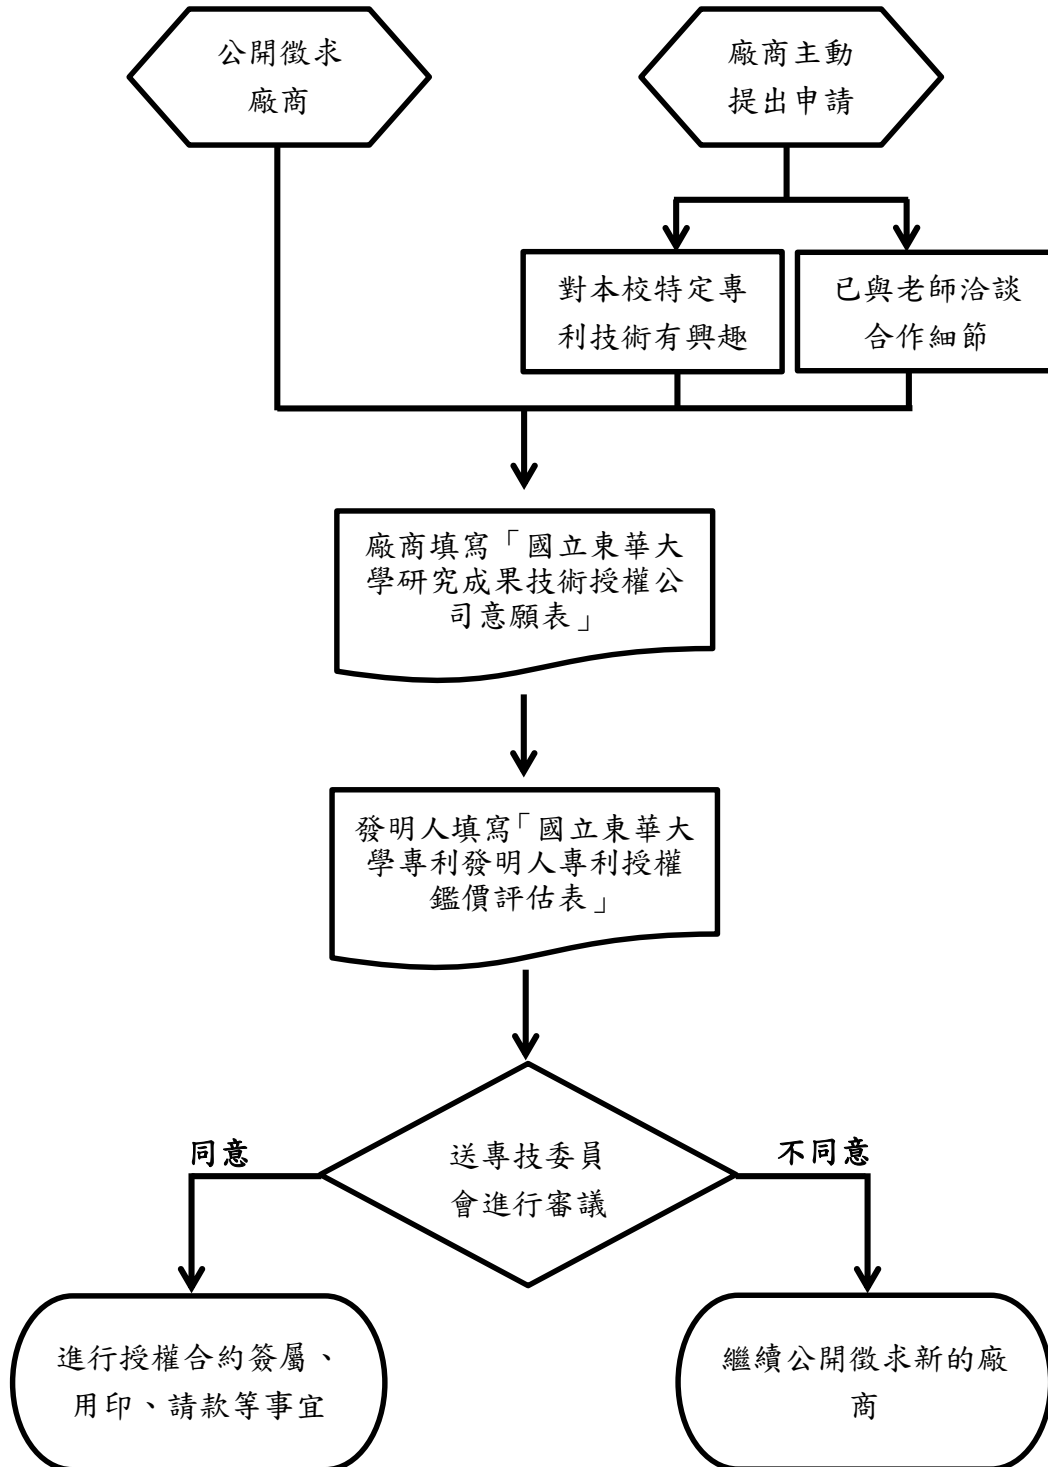 公開徵求
廠商
廠商主動
提出申請
對本校特定專
利技術有興趣
已與老師洽談
合作細節
廠商填寫「國立東華大
學研究成果技術授權公
司意願表」
發明人填寫「國立東華大
學專利發明人專利授權
鑑價評估表」
送專技委員
會進行審議
同意
不同意
進行授權合約簽屬、
用印、請款等事宜
繼續公開徵求新的廠
商